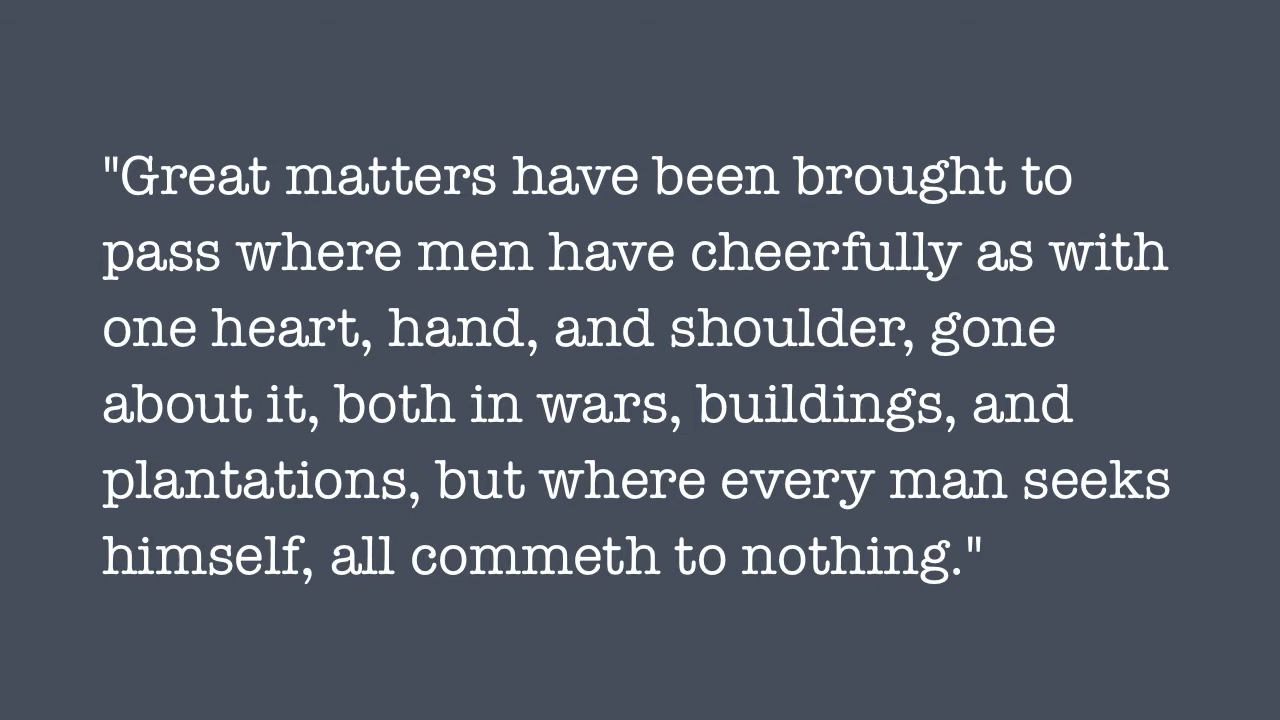 "Great matters have been brought to
pass where men have cheerfully as with
one heart, hand, and shoulder, gone
about it, both in wars, buildings, and
plantations, but where every man seeks
himself, all commeth to nothing."